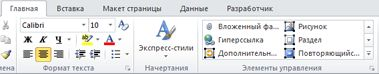 Главная Вставка Макет страницы Данные Разработчик
Calibri 10 A A Вложенный фа... Рисунок
Ж К Ч Гиперссылка Раздел
мена Экспресс-стили Дополнительн... Повторяющийс...
Формат текста Начертания Элементы управления